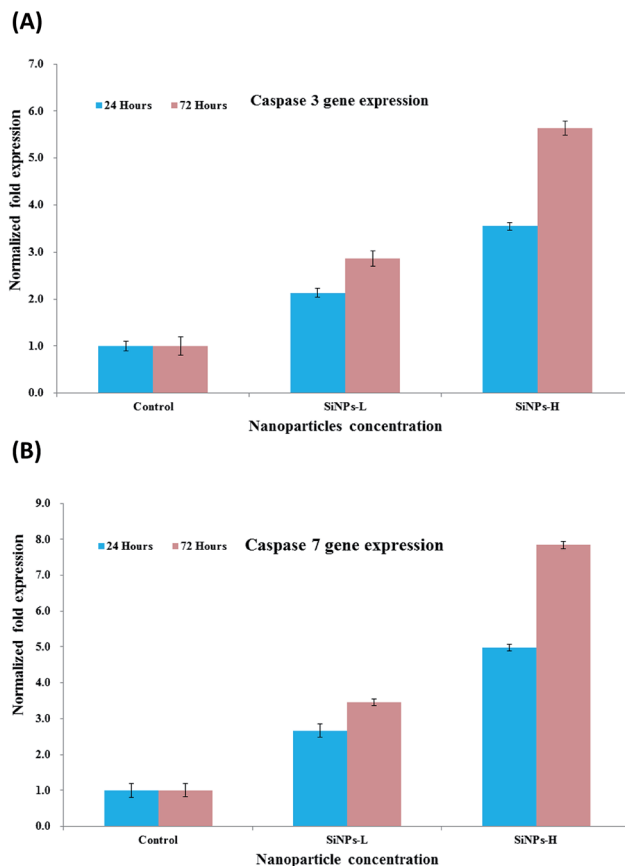 (A)
7.0
6.0
5.0
4.0
3.0
2.0
1.0
0.0
Normalized fold expression
24 Hours 72 Hours Caspase 3 gene expression
Control SiNPs-L SiNPs-H
Nanoparticles concentration
(B)
9.0
8.0
7.0
6.0
5.0
4.0
3.0
2.0
1.0
0.0
Normalized fold expression
24 Hours 72 Hours Caspase 7 gene expression
Control SiNPs-L SiNPs-H
Nanoparticle concentration